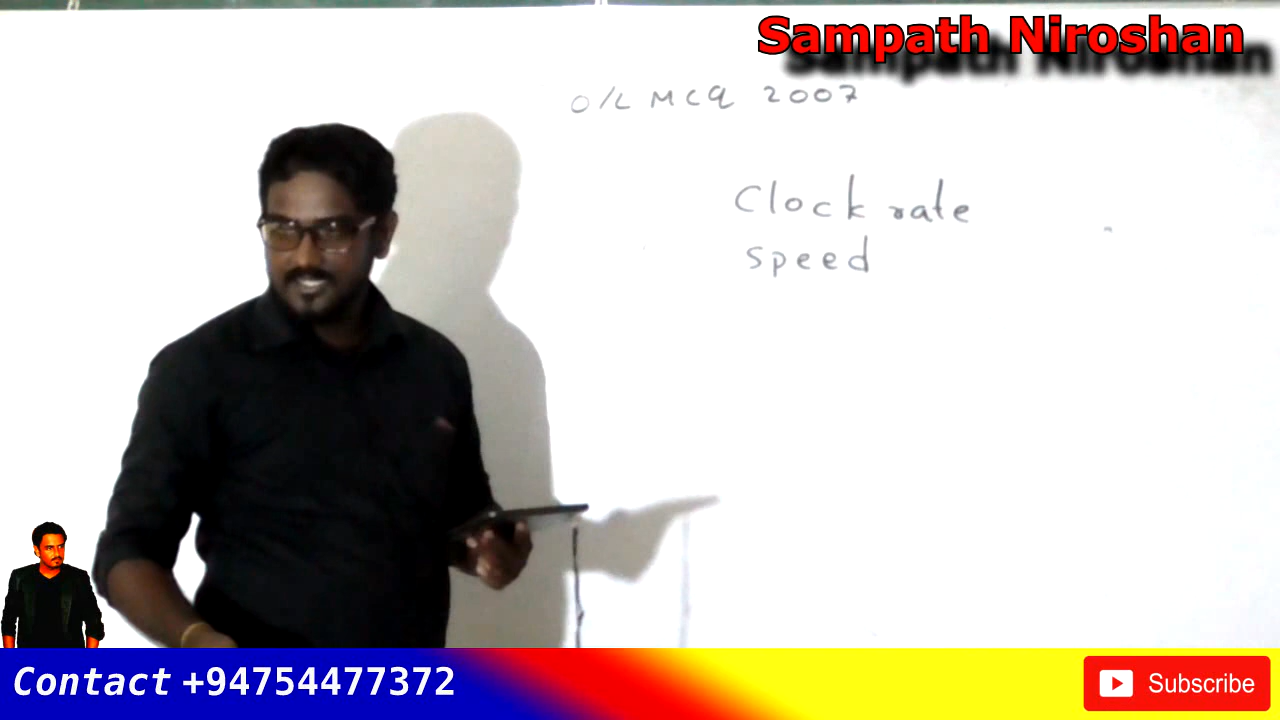 Sampath Niroshan
O/L MCQ 2007
Clock rate
speed
Contact +94754477372
Subscribe